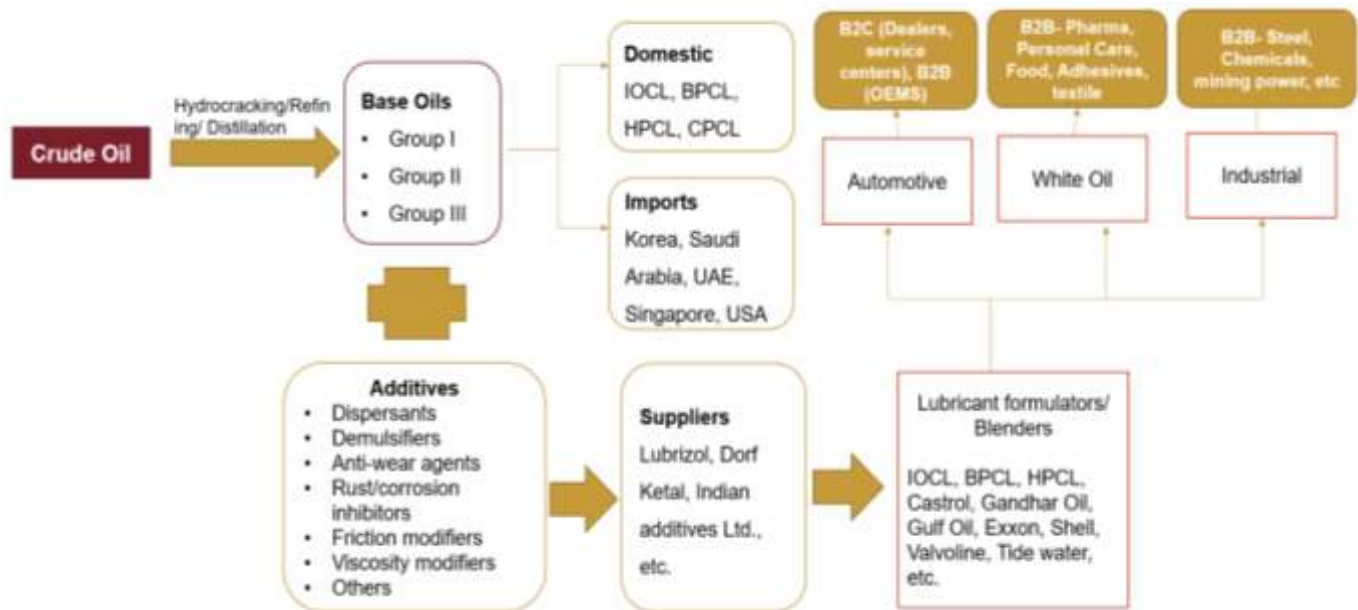 Crude Oil
Hydrocracking/Refin
ing/ Distillation
Base Oils
• Group I
• Group II
• Group III
Domestic
IOCL, BPCL,
HPCL, CPCL
Imports
Korea, Saudi
Arabia, UAE,
Singapore, USA
B2C (Dealers,
service
centers), B2B
(OEMS)
B2B- Pharma,
Personal Care,
Food, Adhesives,
textile
B2B- Steel,
Chemicals,
mining power, etc
Automotive
White Oil
Industrial
Additives
• Dispersants
• Demulsifiers
• Anti-wear agents
• Rust/corrosion
inhibitors
• Friction modifiers
• Viscosity modifiers
• Others
Suppliers
Lubrizol, Dorf
Ketal, Indian
additives Ltd.,
etc.
Lubricant formulators/
Blenders
IOCL, BPCL, HPCL,
Castrol, Gandhar Oil,
Gulf Oil, Exxon, Shell,
Valvoline, Tide water,
etc.